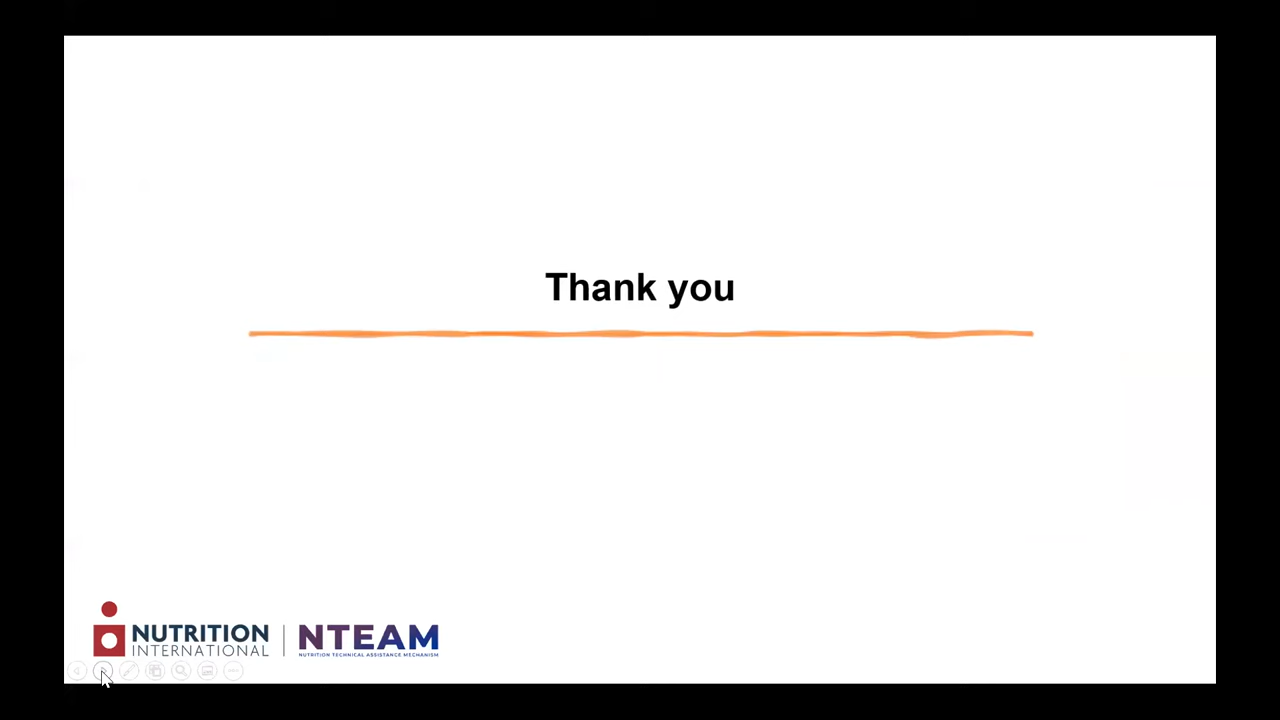 Thank you
NUTRITION
INTERNATIONAL
NTEAM
NUTRITION TECHNICAL ASSISTANCE MECHANISM